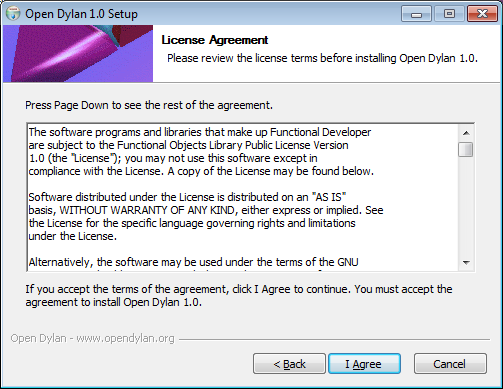 Open Dylan 1.0 Setup
License Agreement
Please review the license terms before installing Open Dylan 1.0.
Press Page Down to see the rest of the agreement.
The software programs and libraries that make up Functional Developer
are subject to the Functional Objects Library Public License Version
1.0 (the "License"); you may not use this software except in
compliance with the License. A copy of the License may be found below.
Software distributed under the License is distributed on an "AS IS"
basis, WITHOUT WARRANTY OF ANY KIND, either express or implied. See
the License for the specific language governing rights and limitations
under the License.
Alternatively, the software may be used under the terms of the GNU
If you accept the terms of the agreement, click I Agree to continue. You must accept the
agreement to install Open Dylan 1.0.
Open Dylan - www.opendylan.org
< Back
I Agree
Cancel